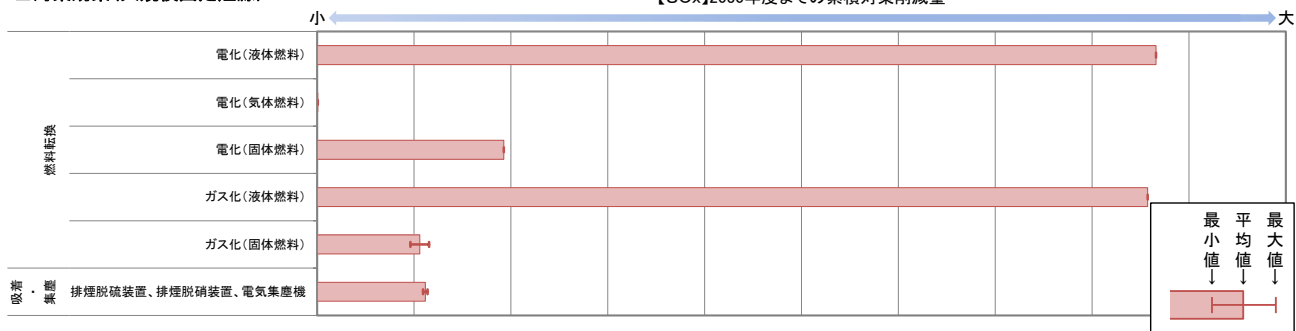 小
大
電化（液体燃料）
電化（気体燃料）
燃料転換
電化（固体燃料）
ガス化（液体燃料）
ガス化（固体燃料）
吸着・集塵
排煙脱硫装置、排煙脱硝装置、電気集塵機
最小値→
平均値→
最大値→